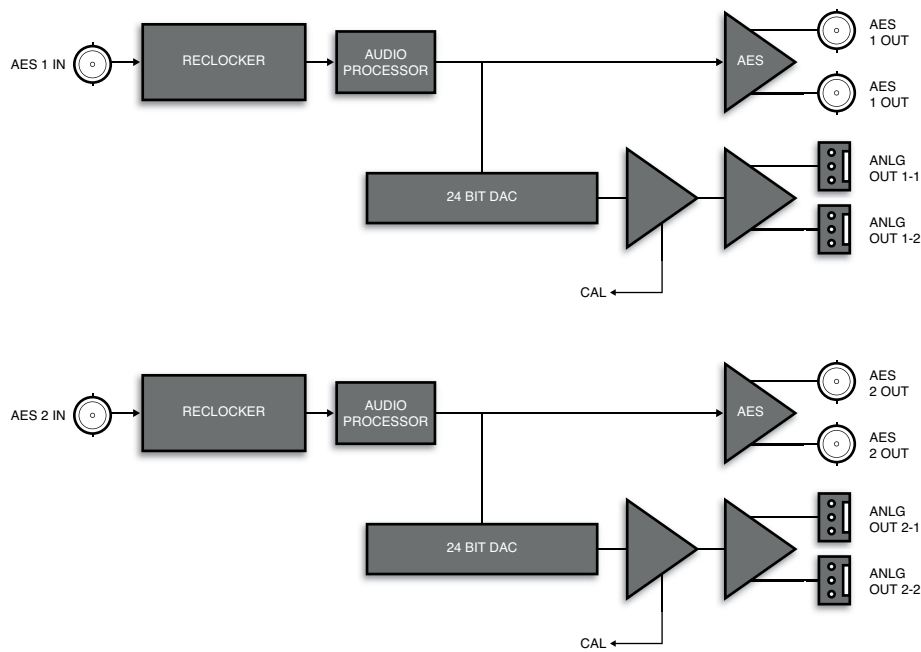 AES 1 IN
RECLOCKER
AUDIO
PROCESSOR
AES
AES
1 OUT
AES
1 OUT
24 BIT DAC
ANLG
OUT 1-1
ANLG
OUT 1-2
CAL
AES 2 IN
RECLOCKER
AUDIO
PROCESSOR
AES
AES
2 OUT
AES
2 OUT
24 BIT DAC
ANLG
OUT 2-1
ANLG
OUT 2-2
CAL